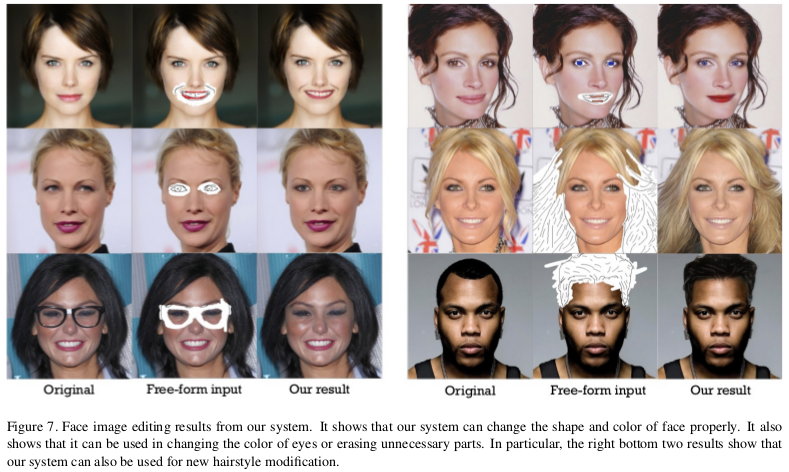 Original Free-form input Our result
Original Free-form input Our result
Figure 7. Face image editing results from our system. It shows that our system can change the shape and color of face properly. It also
shows that it can be used in changing the color of eyes or erasing unnecessary parts. In particular, the right bottom two results show that
our system can also be used for new hairstyle modification.